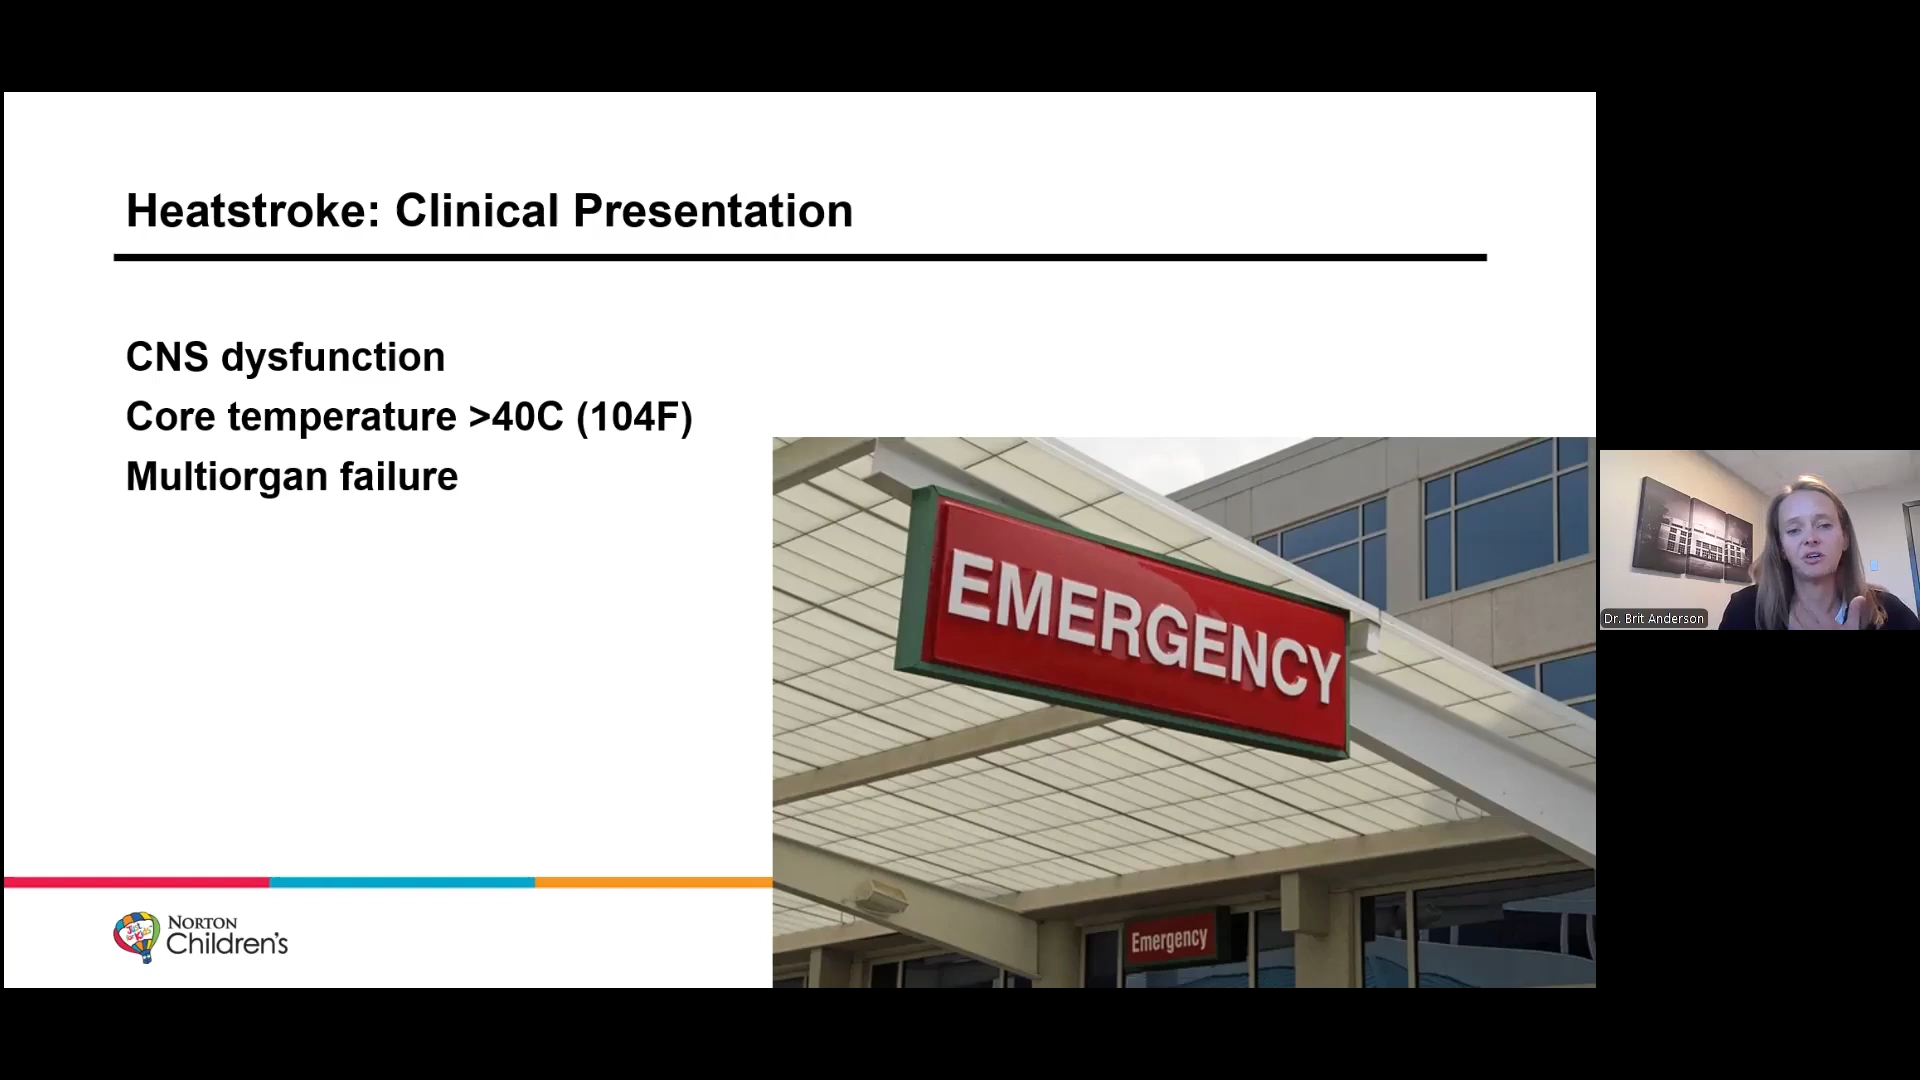 Heatstroke: Clinical Presentation
CNS dysfunction
Core temperature >40C (104F)
Multiorgan failure
EMERGENCY
Emergency
NORTON
Children's
Dr. Brit Anderson